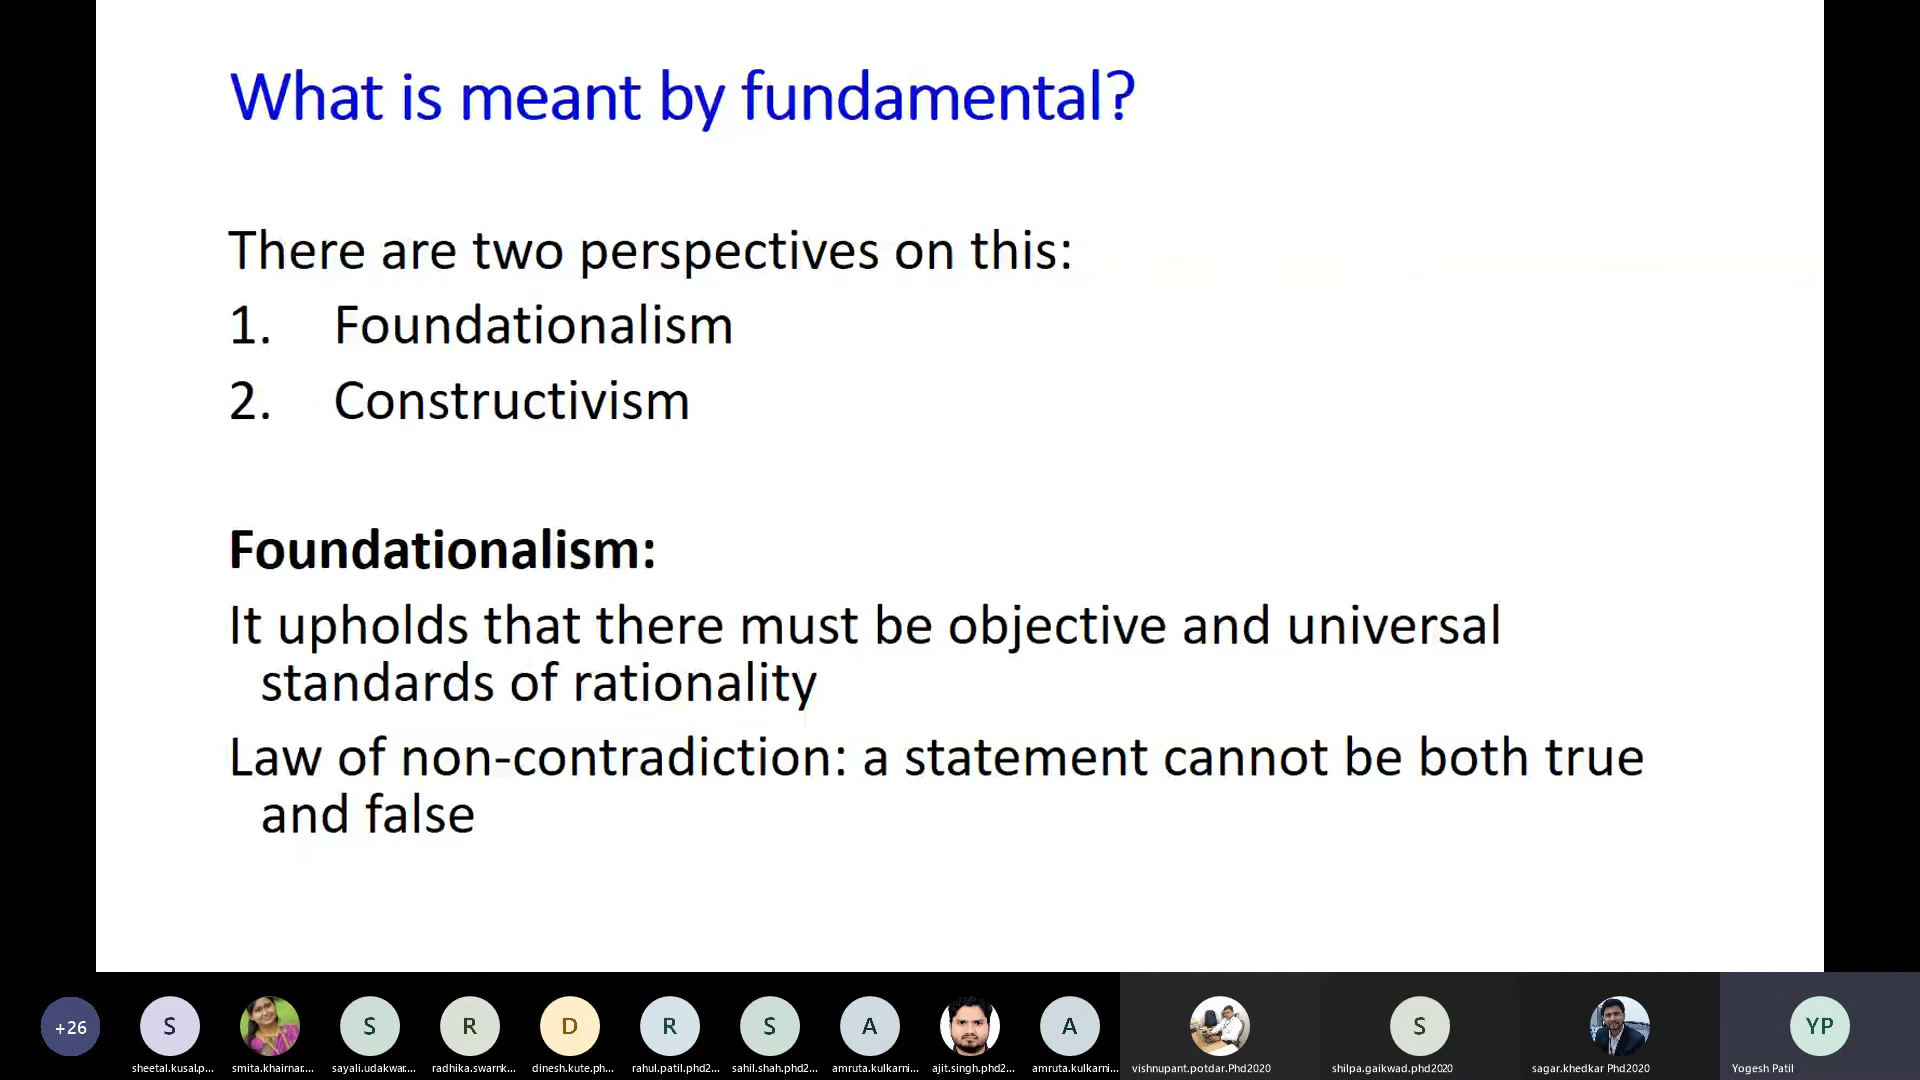 What is meant by fundamental?
There are two perspectives on this:
1. Foundationalism
2. Constructivism
Foundationalism:
It upholds that there must be objective and universal
standards of rationality
Law of non-contradiction: a statement cannot be both true
and false
+26 S S R D R S A A S YP
sheetal.kusal.p... smita.khairnar.... sayali.udakwar.... radhika.swarnk... dinesh.kute.ph... rahul.patil.phd2... sahil.shah.phd2... amruta.kulkarni... ajit.singh.phd2... amruta.kulkarni... vishnupant.potdar.Phd2020 shilpa.gaikwad.phd2020 sagar.khedkar Phd2020 Yogesh Patil